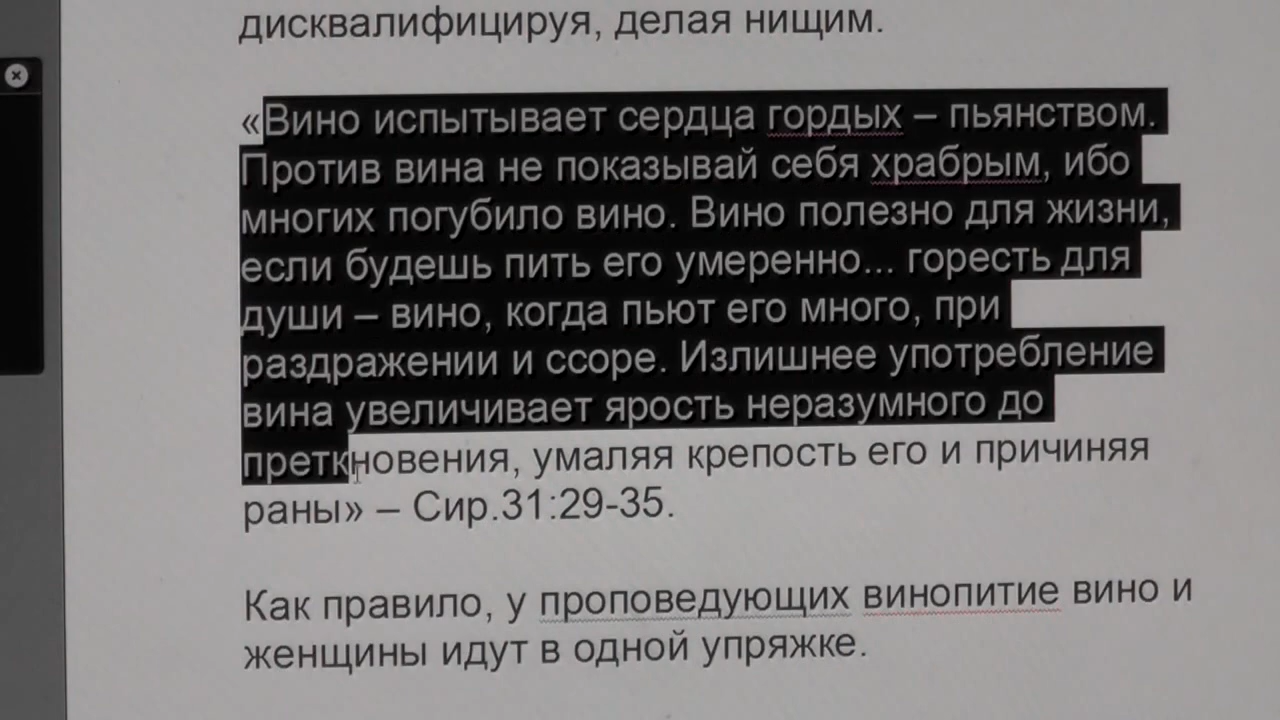 дисквалифицируя, делая нищим.
«Вино испытывает сердца гордых – пьянством.
Против вина не показывай себя храбрым, ибо
многих погубило вино. Вино полезно для жизни,
если будешь пить его умеренно... горесть для
души – вино, когда пьют его много, при
раздражении и ссоре. Излишнее употребление
вина увеличивает ярость неразумного до
преткновения, умаляя крепость его и причиняя
раны» – Сир.31:29-35.
Как правило, у проповедующих винопитие вино и
женщины идут в одной упряжке.